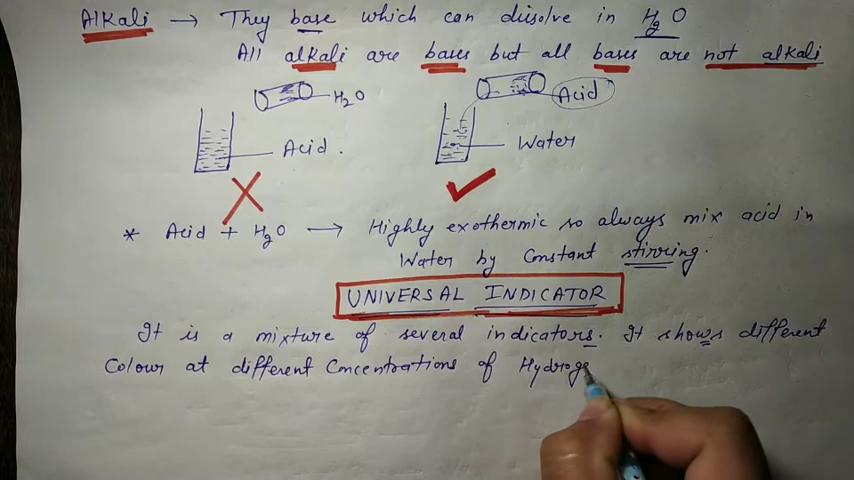 Alkali → They base which can dissolve in H2O
All alkali are bases but all bases are not alkali
H2O
Acid
Acid.
Water
* Acid + H2O → Highly exothermic so always mix acid in
Water by constant stirring.
UNIVERSAL INDICATOR
It is a mixture of several indicators. It shows different
Colour at different Concentrations of Hydroge